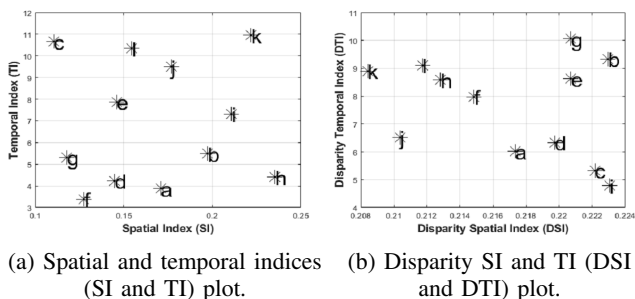 12
11
10
9
8
7
6
5
4
3
Temporal Index (TI)
k
c
j
e
b
g
h
d
a
f
0.1
0.15
0.2
0.25
Spatial Index (SI)
11
10
9
8
7
6
5
4
Disparity Temporal Index (DTI)
g
b
k
h
e
f
j
d
a
c
0.208
0.21
0.212
0.214
0.216
0.218
0.22
0.222
0.224
Disparity Spatial Index (DSI)
(a) Spatial and temporal indices
(SI and TI) plot.
(b) Disparity SI and TI (DSI
and DTI) plot.